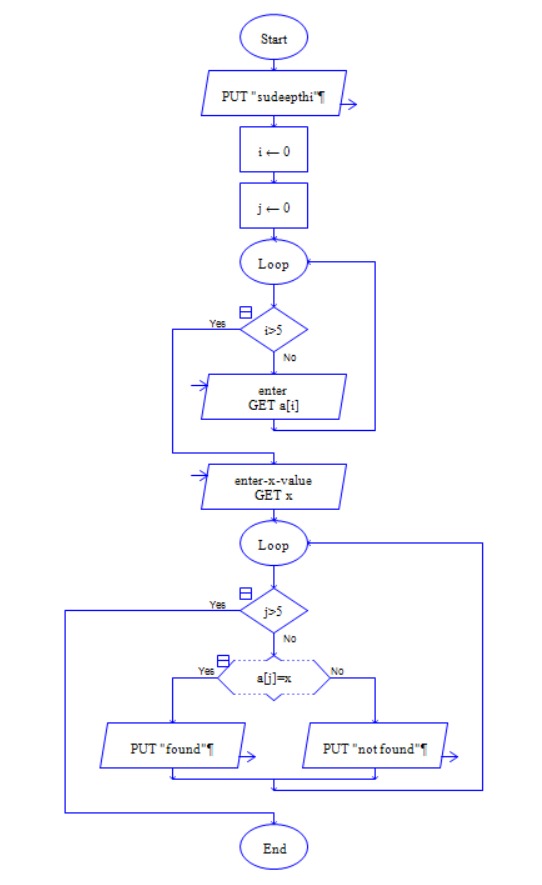 Start
PUT "sudeepthi"¶
i ← 0
j ← 0
Loop
Yes
i>5
No
enter
GET a[i]
enter-x-value
GET x
Loop
Yes
j>5
No
Yes
a[j]=x
No
PUT "found"¶
PUT "not found"¶
End